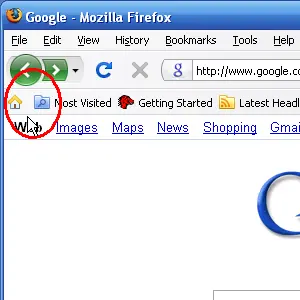 Google - Mozilla Firefox
File Edit View History Bookmarks Tools Help
http://www.google.co
Most Visited Getting Started Latest Headl
Web Images Maps News Shopping Gmai
G